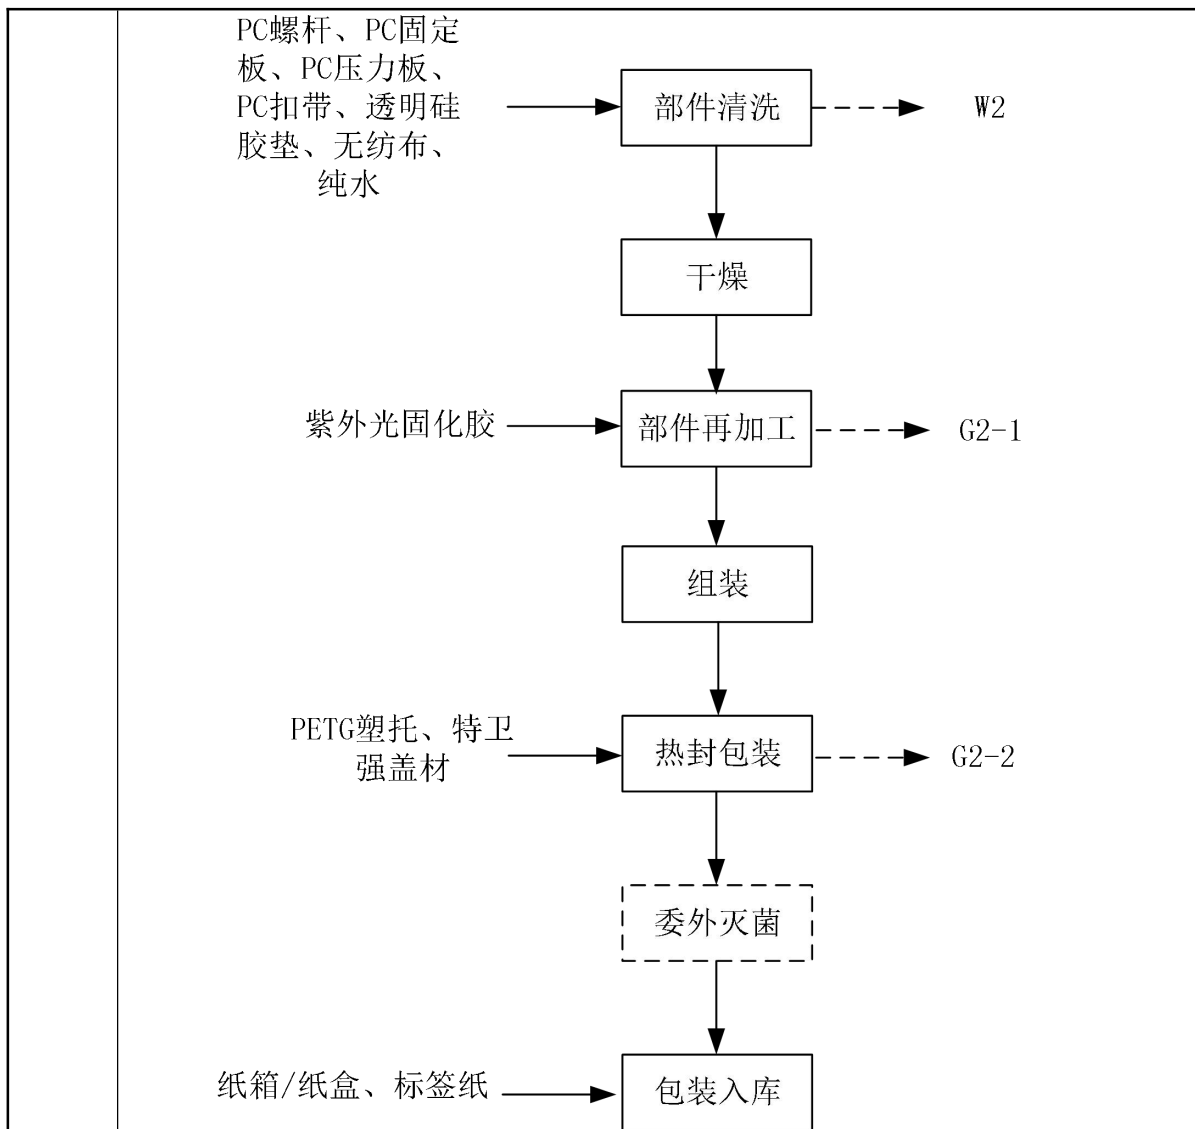 PC螺杆、PC固定
板、PC压力板、
PC扣带、透明硅
胶垫、无纺布、
纯水
部件清洗
W2
干燥
紫外光固化胶
部件再加工
G2-1
组装
PETG塑托、特卫
强盖材
热封包装
G2-2
委外灭菌
纸箱/纸盒、标签纸
包装入库